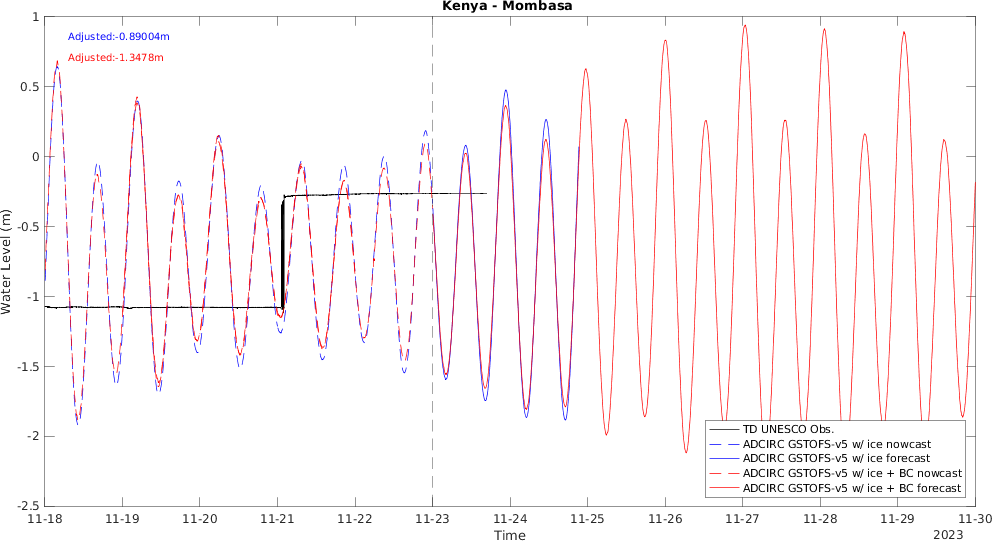 Kenya - Mombasa
Adjusted:-0.89004m
Adjusted:-1.3478m
1
0.5
0
-0.5
-1
-1.5
-2
-2.5
Water Level (m)
TD UNESCO Obs.
ADCIRC GSTOFS-v5 w/ ice nowcast
ADCIRC GSTOFS-v5 w/ ice forecast
ADCIRC GSTOFS-v5 w/ ice + BC nowcast
ADCIRC GSTOFS-v5 w/ ice + BC forecast
11-18 11-19 11-20 11-21 11-22 11-23 11-24 11-25 11-26 11-27 11-28 11-29 11-30
Time
2023